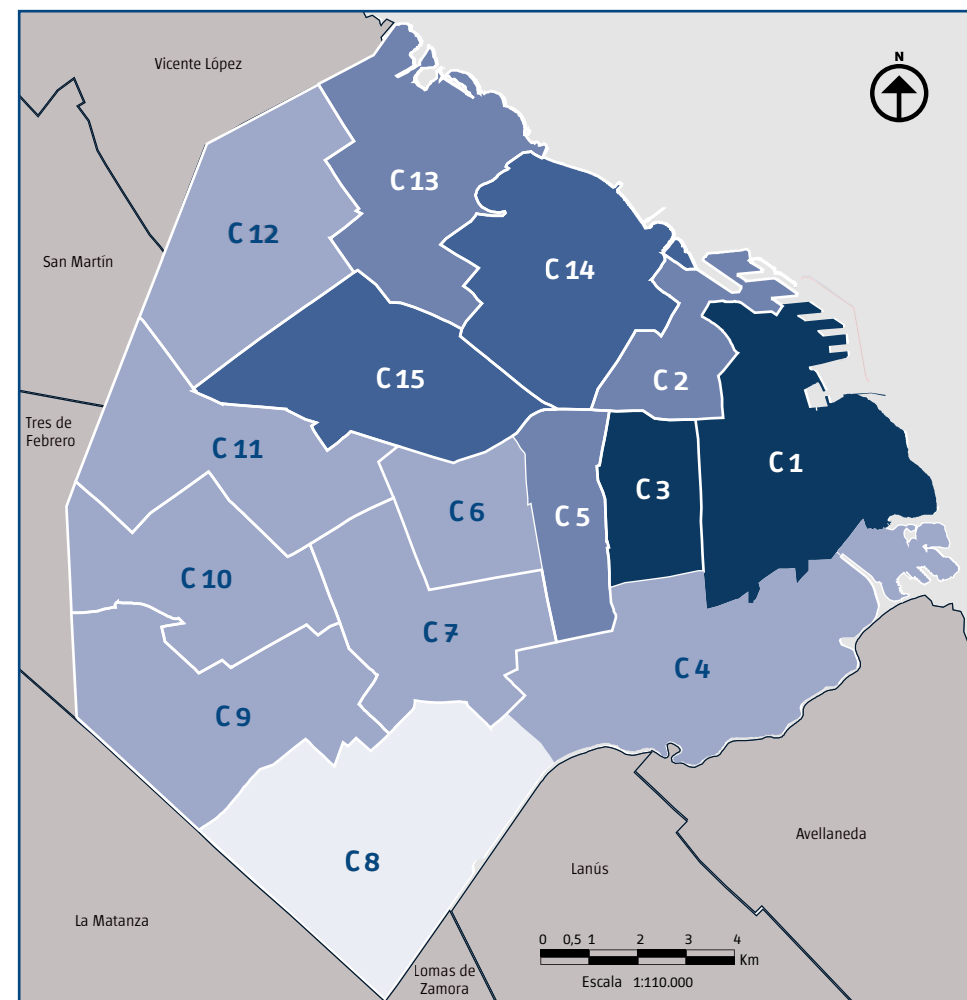 Vicente López
N
C 13
C 12
San Martín
C 14
C 15
C 2
Tres de
Febrero
C 11
C 1
C 3
C 6
C 5
C 10
C 7
C 4
C 9
Avellaneda
C 8
Lanús
La Matanza
0 0,5 1 2 3 4
Km
Lomas de
Zamora
Escala 1:110.000